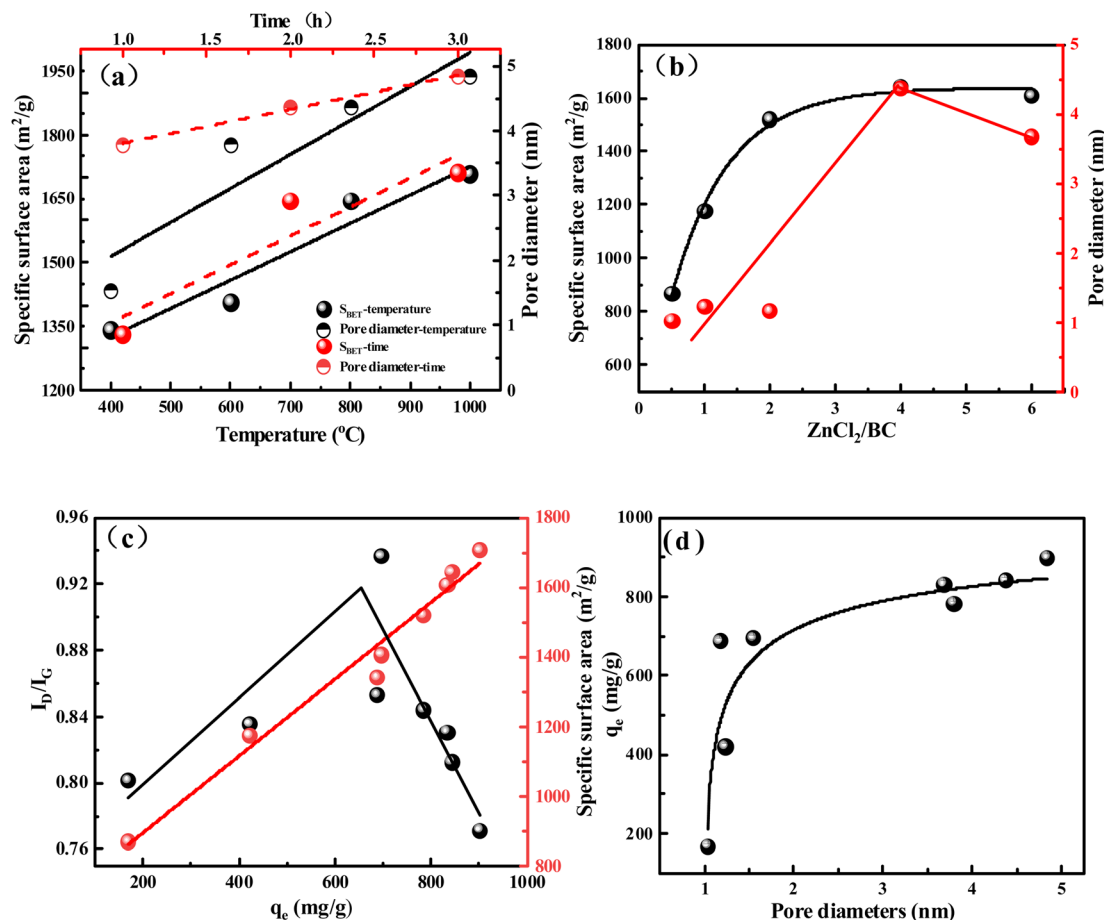 Time （h）
1.0 1.5 2.0 2.5 3.0
(a)
1950
1800
1650
1500
1350
1200
Specific surface area (m²/g)
5
4
3
2
1
0
Pore diameter (nm)
S_BET-temperature
Pore diameter-temperature
S_BET-time
Pore diameter-time
400 500 600 700 800 900 1000
Temperature (ºC)
（b）
1800
1600
1400
1200
1000
800
600
Specific surface area (m²/g)
5
4
3
2
1
0
Pore diameter (nm)
0 1 2 3 4 5 6
ZnCl₂/BC
（c）
0.96
0.92
0.88
0.84
0.80
0.76
I_D/I_G
1800
1600
1400
1200
1000
800
Specific surface area (m²/g)
200 400 600 800 1000
q_e (mg/g)
(d)
1000
800
600
400
200
q_e (mg/g)
1 2 3 4 5
Pore diameters (nm)